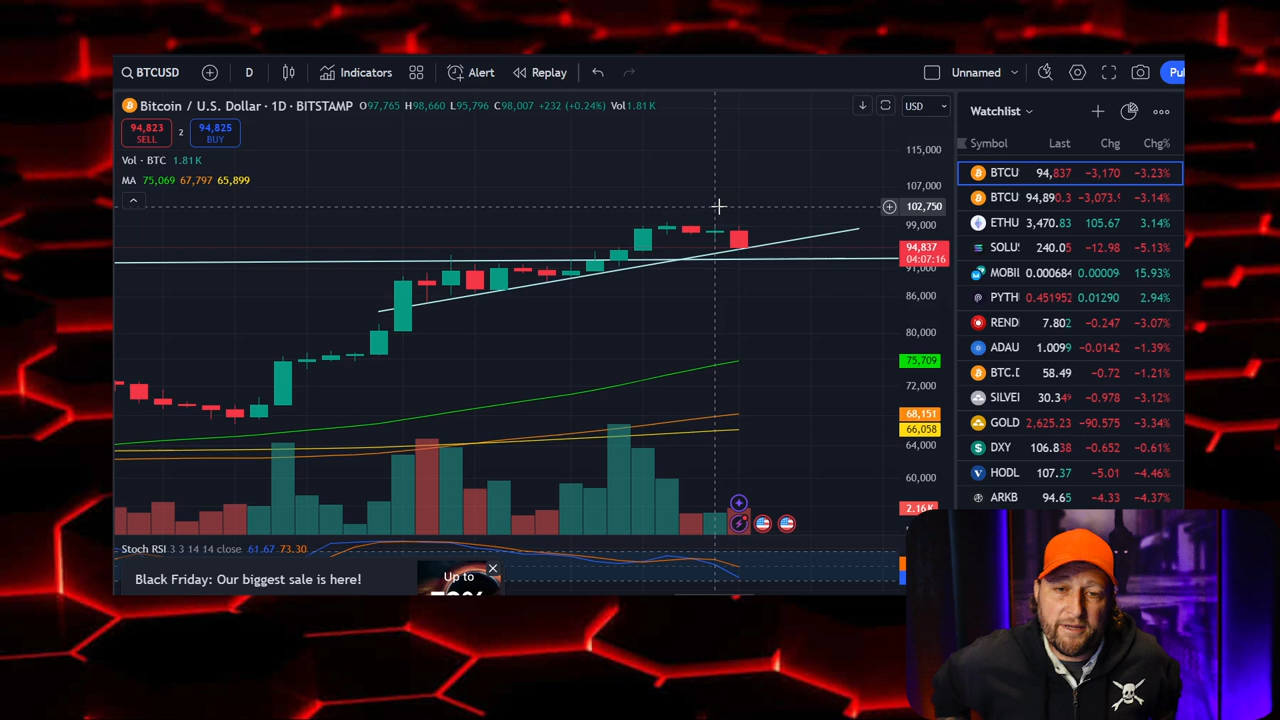 BTCUSD
D
Indicators
Alert
Replay
Unnamed
Bitcoin / U.S. Dollar · 1D · BITSTAMP O97,765 H98,660 L95,796 C98,007 +232 (+0.24%) Vol1.81 K
USD
94,823
SELL
2
94,825
BUY
Vol · BTC 1.81 K
MA 75,069 67,797 65,899
115,000
107,000
102,750
99,000
94,837
04:07:16
91,000
86,000
80,000
75,709
72,000
68,151
66,058
64,000
60,000
2.16K
Stoch RSI 3 3 14 14 close 61.67 73.30
Black Friday: Our biggest sale is here!
Up to
Watchlist
Symbol Last Chg Chg%
BTCU 94,837 −3,170 −3.23%
BTCU 94,890.3 −3,073. −3.14%
ETHU 3,470.83 105.67 3.14%
SOLUS 240.05 −12.98 −5.13%
MOBII 0.000684 0.00009 15.93%
PYTH 0.451952 0.01290 2.94%
REND 7.802 −0.247 −3.07%
ADAU 1.0099 −0.0142 −1.39%
BTC.D 58.49 −0.72 −1.21%
SILVEI 30.349 −0.978 −3.12%
GOLD 2,625.23 −90.575 −3.34%
DXY 106.838 −0.652 −0.61%
HODL 107.37 −5.01 −4.46%
ARKB 94.65 −4.33 −4.37%